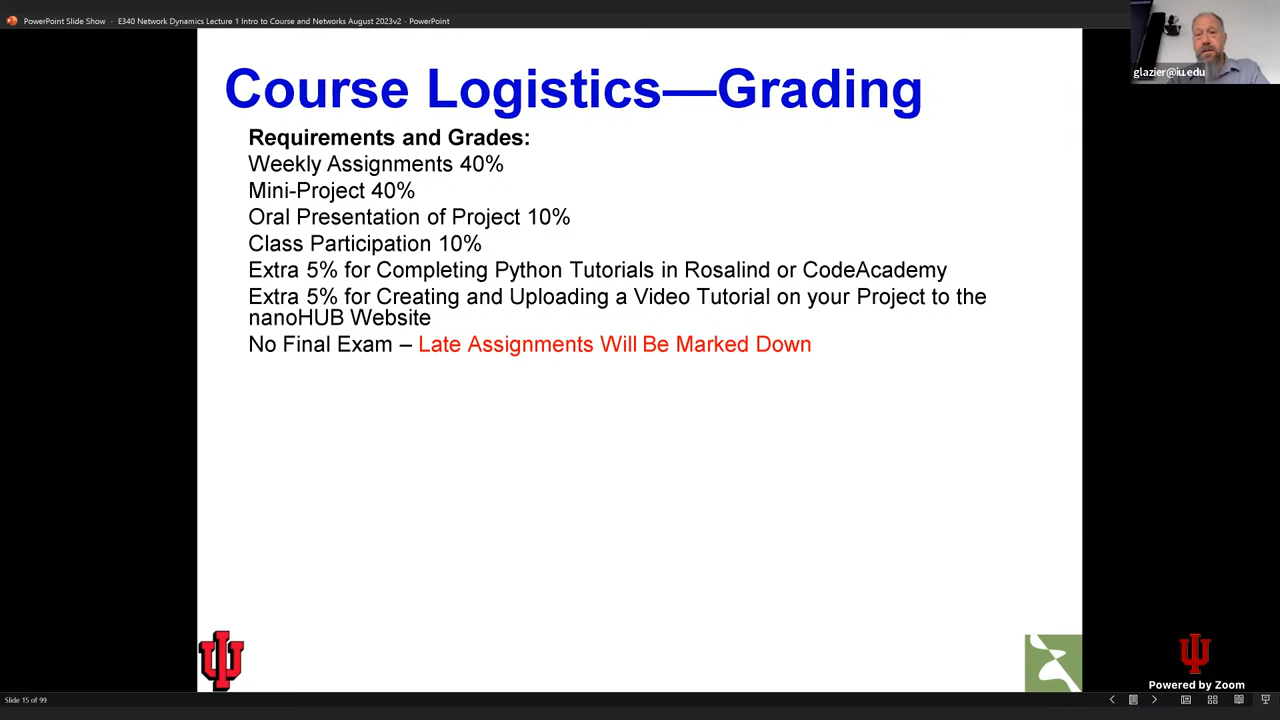 PowerPoint Slide Show - E340 Network Dynamics Lecture 1 Intro to Course and Networks August 2023v2 - PowerPoint
glazier@iu.edu
Course Logistics—Grading
Requirements and Grades:
Weekly Assignments 40%
Mini-Project 40%
Oral Presentation of Project 10%
Class Participation 10%
Extra 5% for Completing Python Tutorials in Rosalind or CodeAcademy
Extra 5% for Creating and Uploading a Video Tutorial on your Project to the
nanoHUB Website
No Final Exam – Late Assignments Will Be Marked Down
Powered by Zoom
Slide 15 of 99